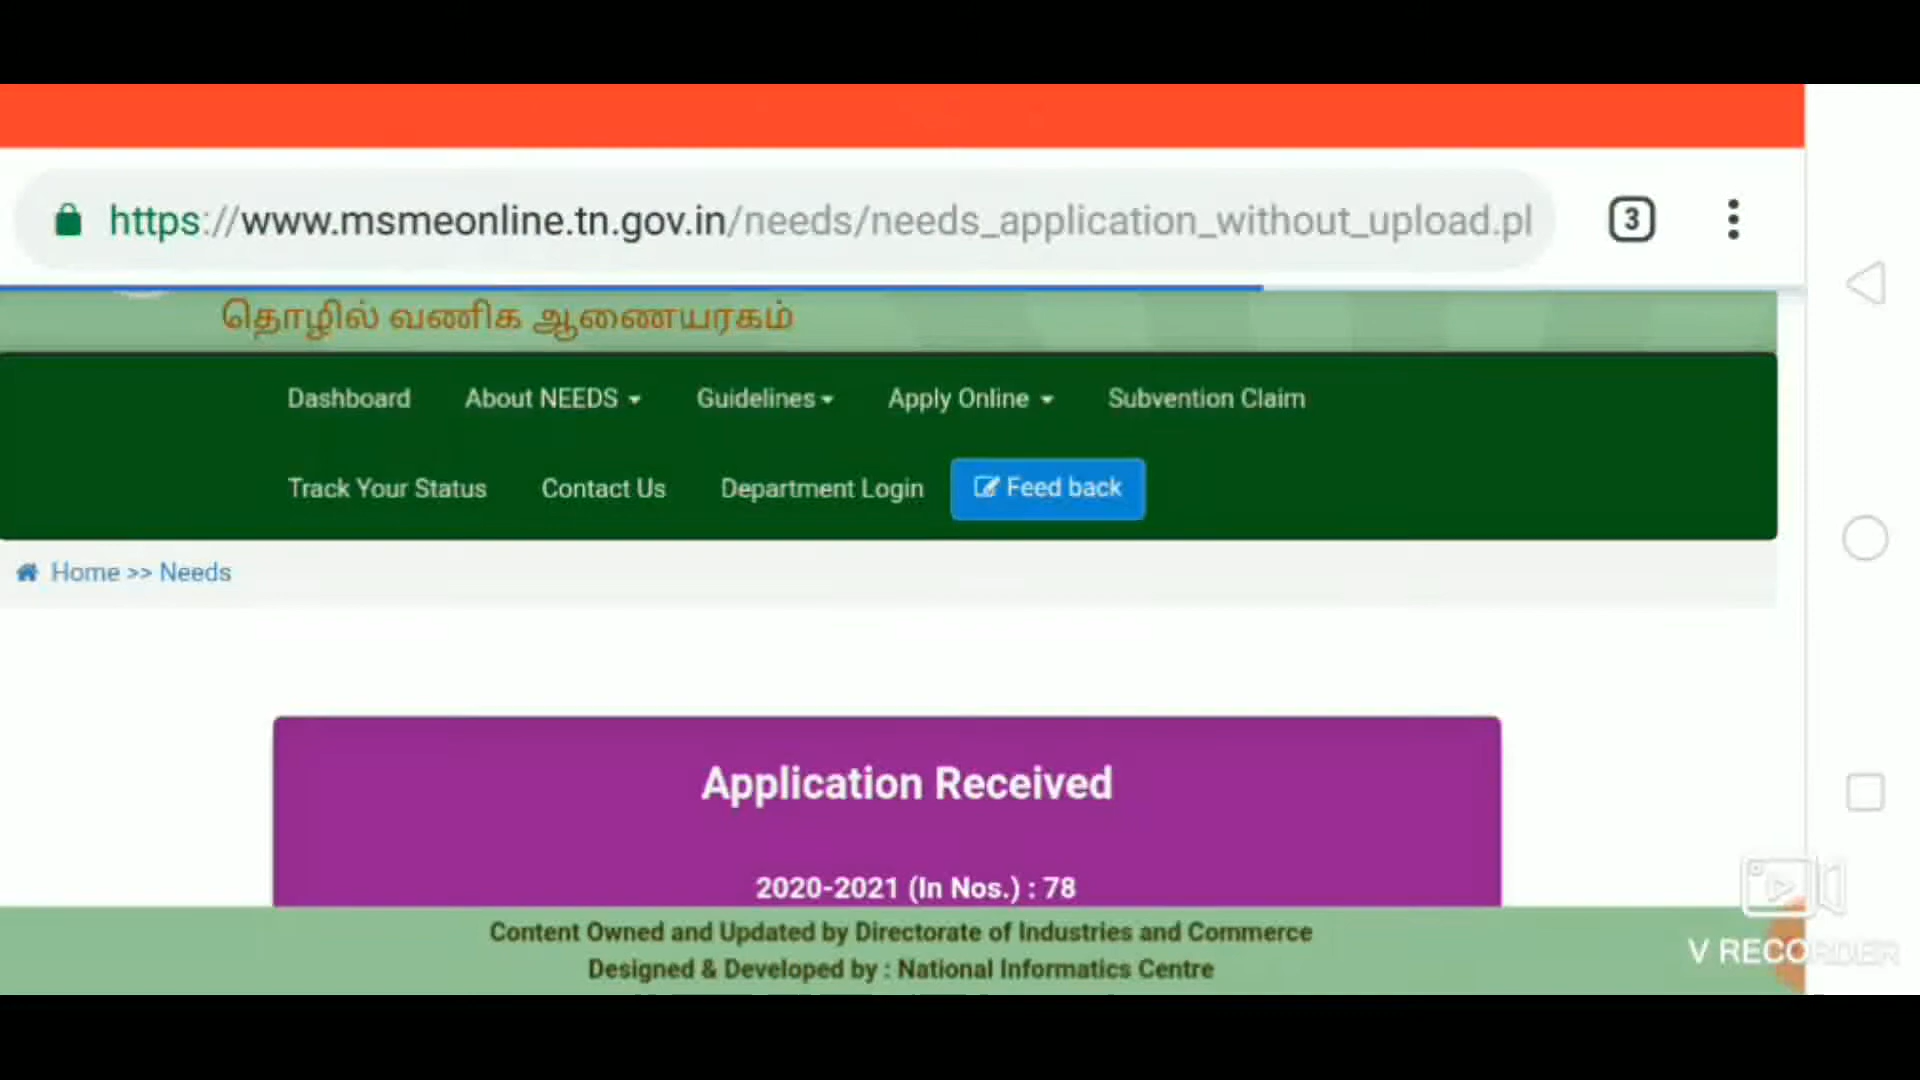 https://www.msmeonline.tn.gov.in/needs/needs_application_without_upload.pl
3
தொழில் வணிக ஆணையரகம்
Dashboard About NEEDS Guidelines Apply Online Subvention Claim
Track Your Status Contact Us Department Login Feed back
Home >> Needs
Application Received
2020-2021 (In Nos.) : 78
Content Owned and Updated by Directorate of Industries and Commerce
Designed & Developed by : National Informatics Centre
V RECORDER